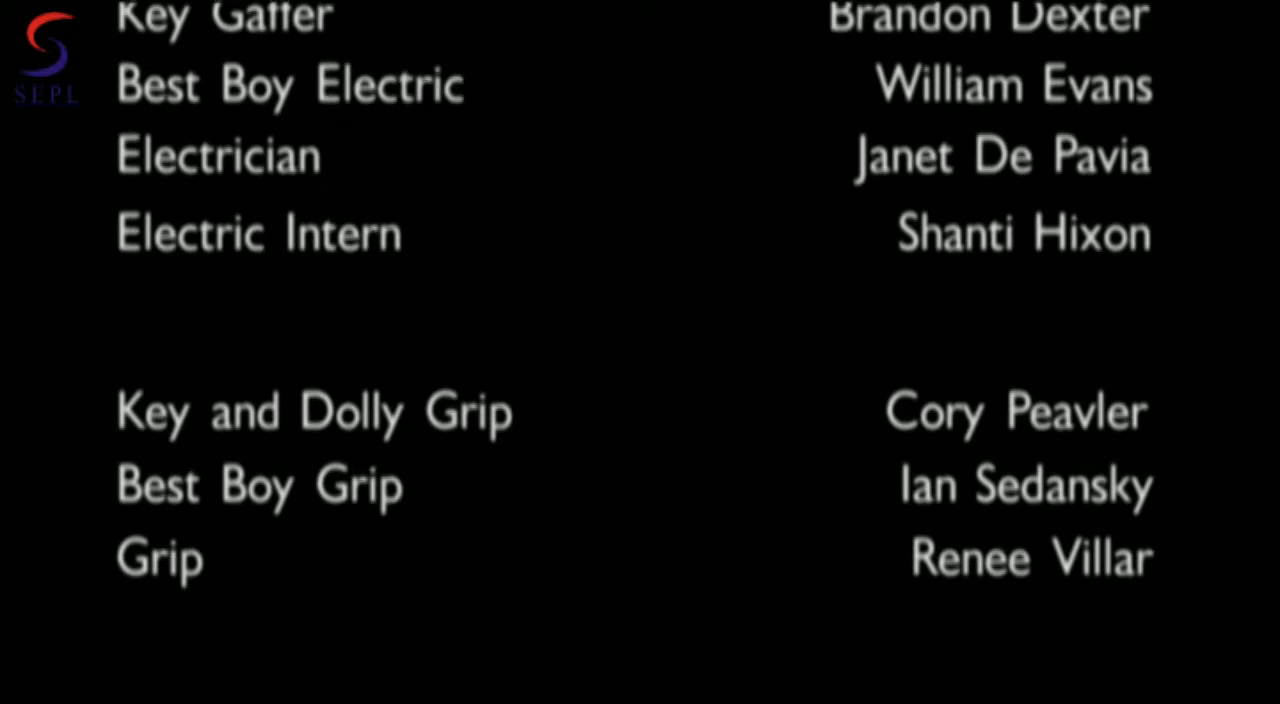 SEPL
Key Gaffer Brandon Dexter
Best Boy Electric William Evans
Electrician Janet De Pavia
Electric Intern Shanti Hixon
Key and Dolly Grip Cory Peavler
Best Boy Grip Ian Sedansky
Grip Renee Villar